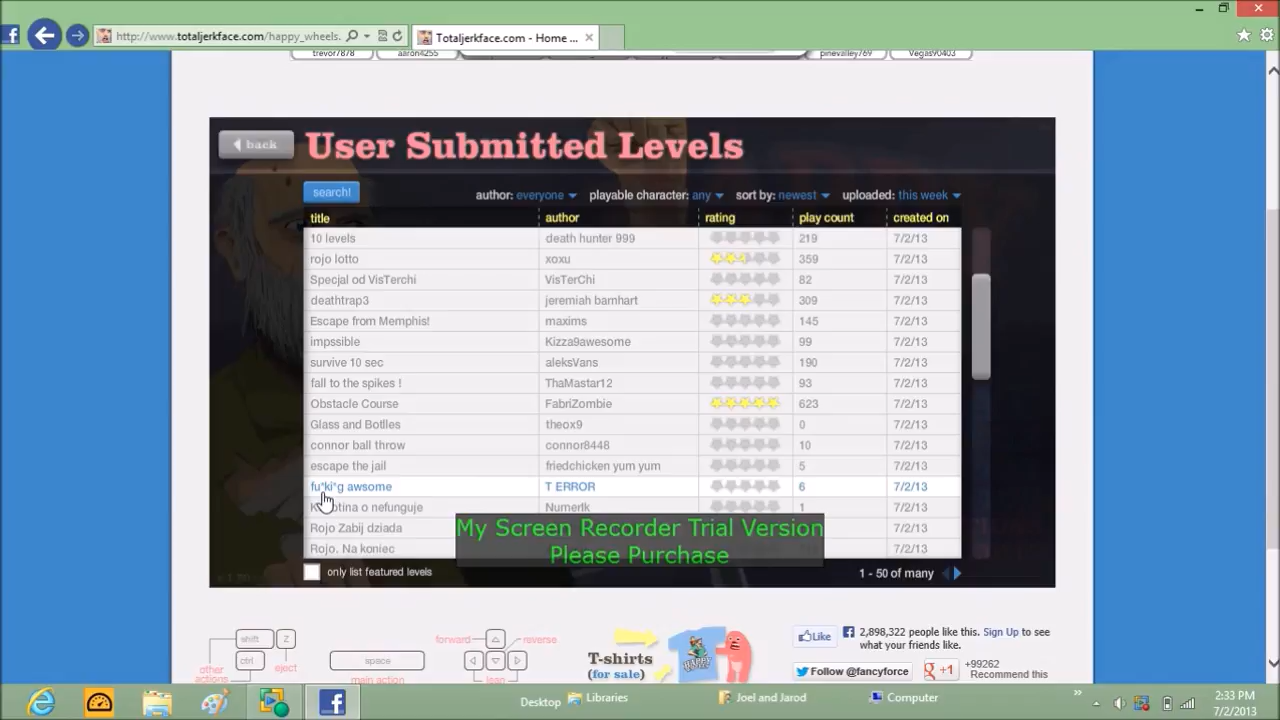 http://www.totaljerkface.com/happy_wheels.
Totaljerkface.com - Home ...
trevor7878 aaron4255 pinevalley769 Vegas90403
back User Submitted Levels
search! author: everyone playable character: any sort by: newest uploaded: this week
title author rating play count created on
10 levels death hunter 999 219 7/2/13
rojo lotto xoxu 359 7/2/13
Specjal od VisTerchi VisTerChi 82 7/2/13
deathtrap3 jeremiah barnhart 309 7/2/13
Escape from Memphis! maxims 145 7/2/13
impssible Kizza9awesome 99 7/2/13
survive 10 sec aleksVans 190 7/2/13
fall to the spikes ! ThaMastar12 93 7/2/13
Obstacle Course FabriZombie 623 7/2/13
Glass and Botlles theox9 0 7/2/13
connor ball throw connor8448 10 7/2/13
escape the jail friedchicken yum yum 5 7/2/13
fu*ki*g awsome T ERROR 6 7/2/13
o nefunguje Numerlk 1 7/2/13
Rojo Zabij dziada 7/2/13
Rojo. Na koniec 7/2/13
My Screen Recorder Trial Version
Please Purchase
only list featured levels 1 - 50 of many
shift Z
ctrl
other
actions
eject
space
main action
forward reverse
lean
T-shirts
(for sale)
Like 2,898,322 people like this. Sign Up to see
what your friends like.
Follow @fancyforce +1 +99262
Recommend this
Desktop Libraries Joel and Jarod Computer
2:33 PM
7/2/2013